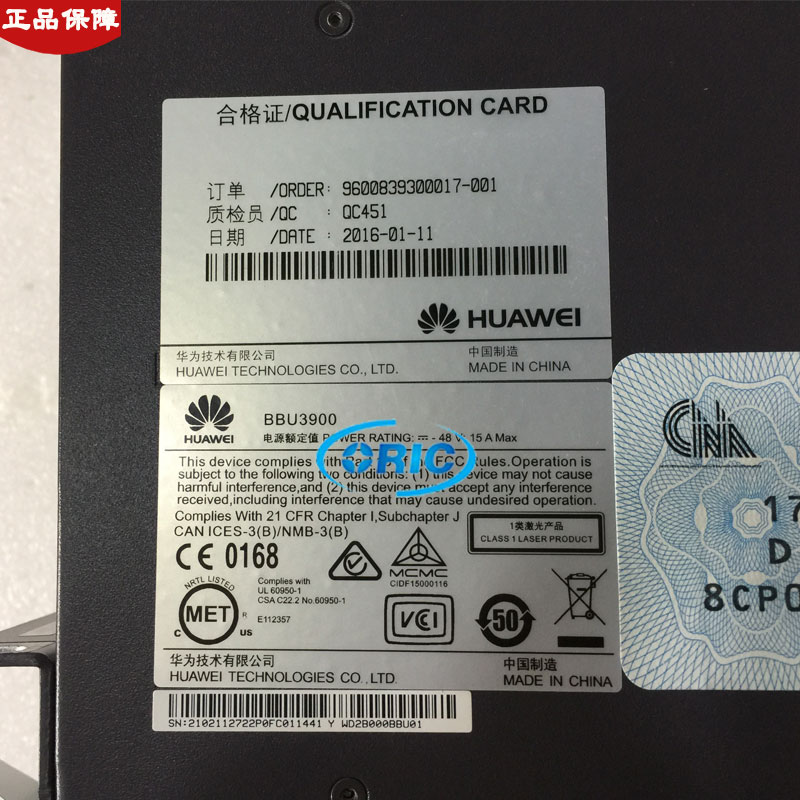 正品保障
合格证/QUALIFICATION CARD
订单 /ORDER: 9600839300017-001
质检员 /QC : QC451
日期 /DATE : 2016-01-11
HUAWEI
华为技术有限公司 中国制造
HUAWEI TECHNOLOGIES CO., LTD. MADE IN CHINA
HUAWEI
BBU3900
电源额定值 POWER RATING: - 48 V; 15 A Max
ORIC
This device complies with Part of FCC Rules.Operation is
subject to the following two conditions: (1) this device may not cause
harmful interference,and (2) this device must accept any interference
received,including interference that may cause undesired operation.
Complies With 21 CFR Chapter I,Subchapter J
CAN ICES-3(B)/NMB-3(B)
1类激光产品
CLASS 1 LASER PRODUCT
CE 0168
MCMC
CIDF15000116
NRTL LISTED
MET
C US
R
Complies with
UL 60950-1
CSA C22.2 No.60950-1
E112357
VCCI
50
华为技术有限公司 中国制造
HUAWEI TECHNOLOGIES CO.,LTD. MADE IN CHINA
SN:2102112722P0FC011441 Y WD2B000BBU01
17
D
8CPO